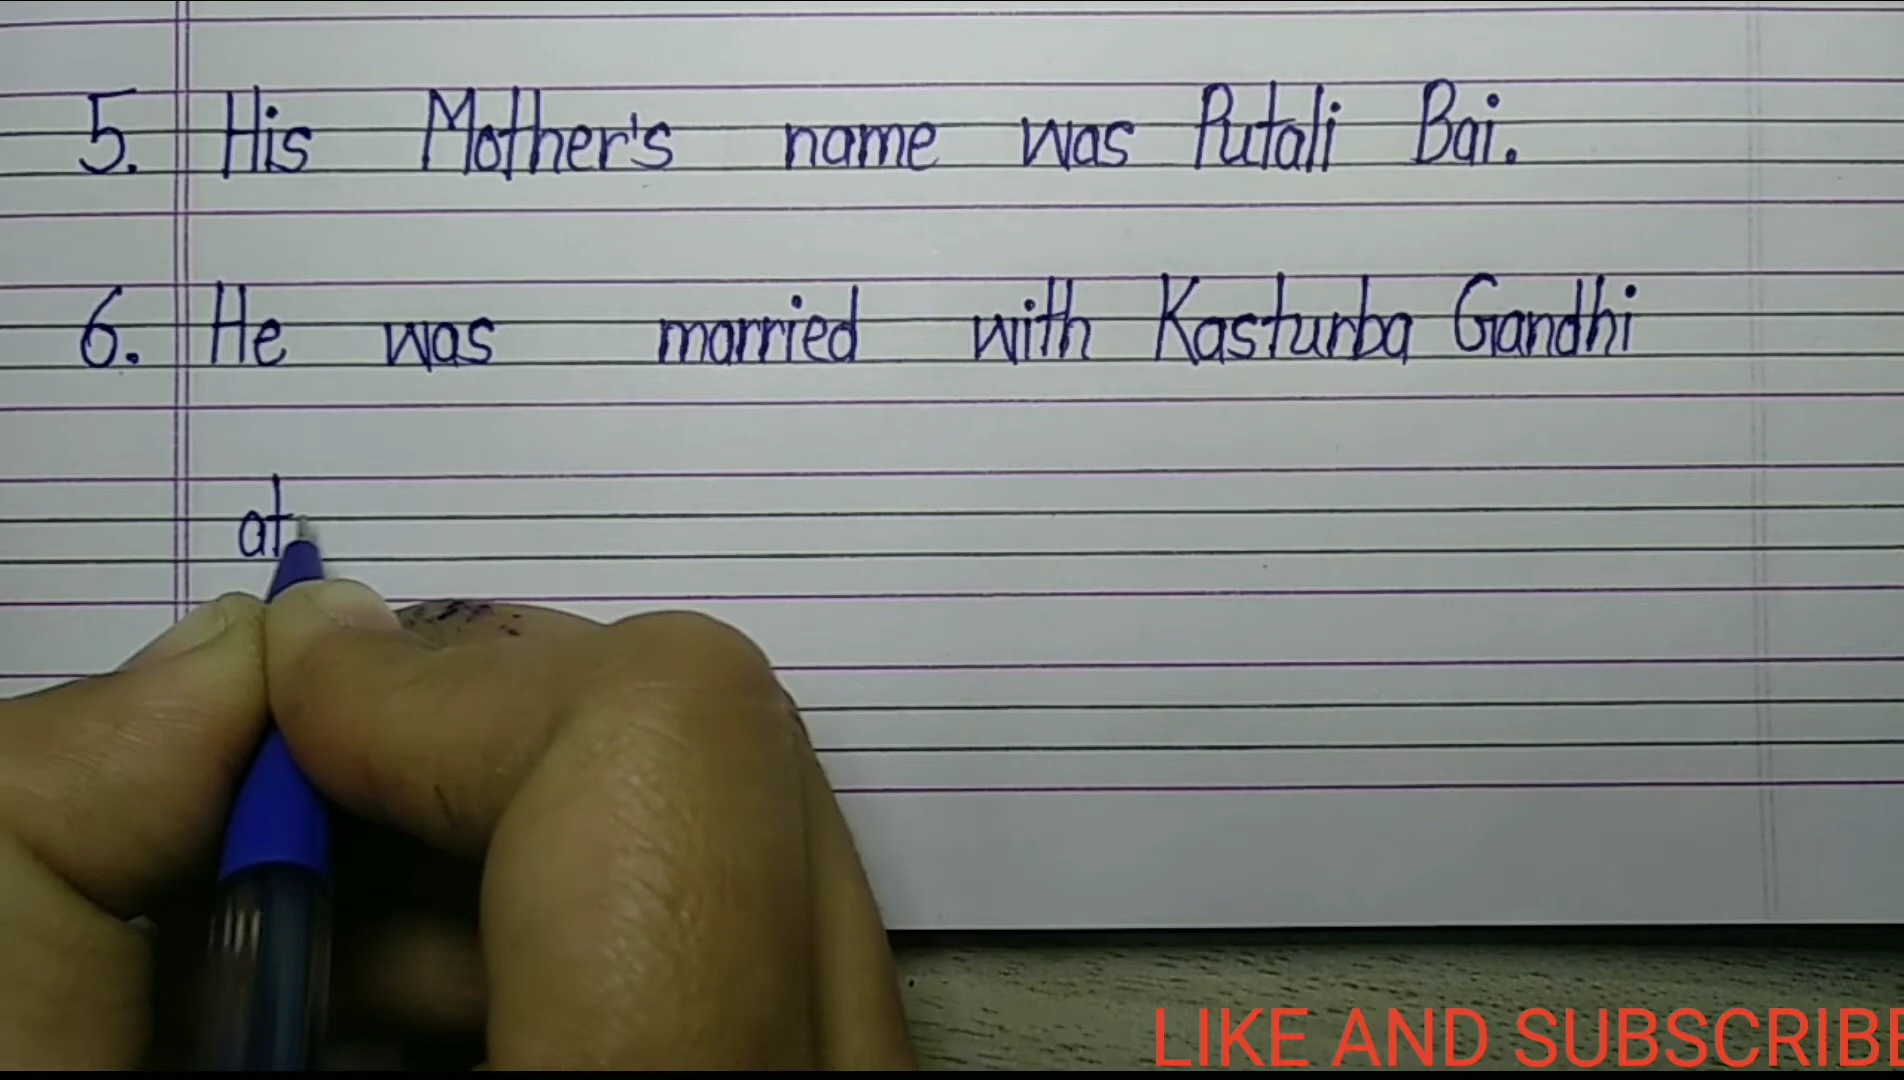 5. His Mother's name was Putali Bai.
6. He was married with Kasturba Gandhi
at
LIKE AND SUBSCRIBE